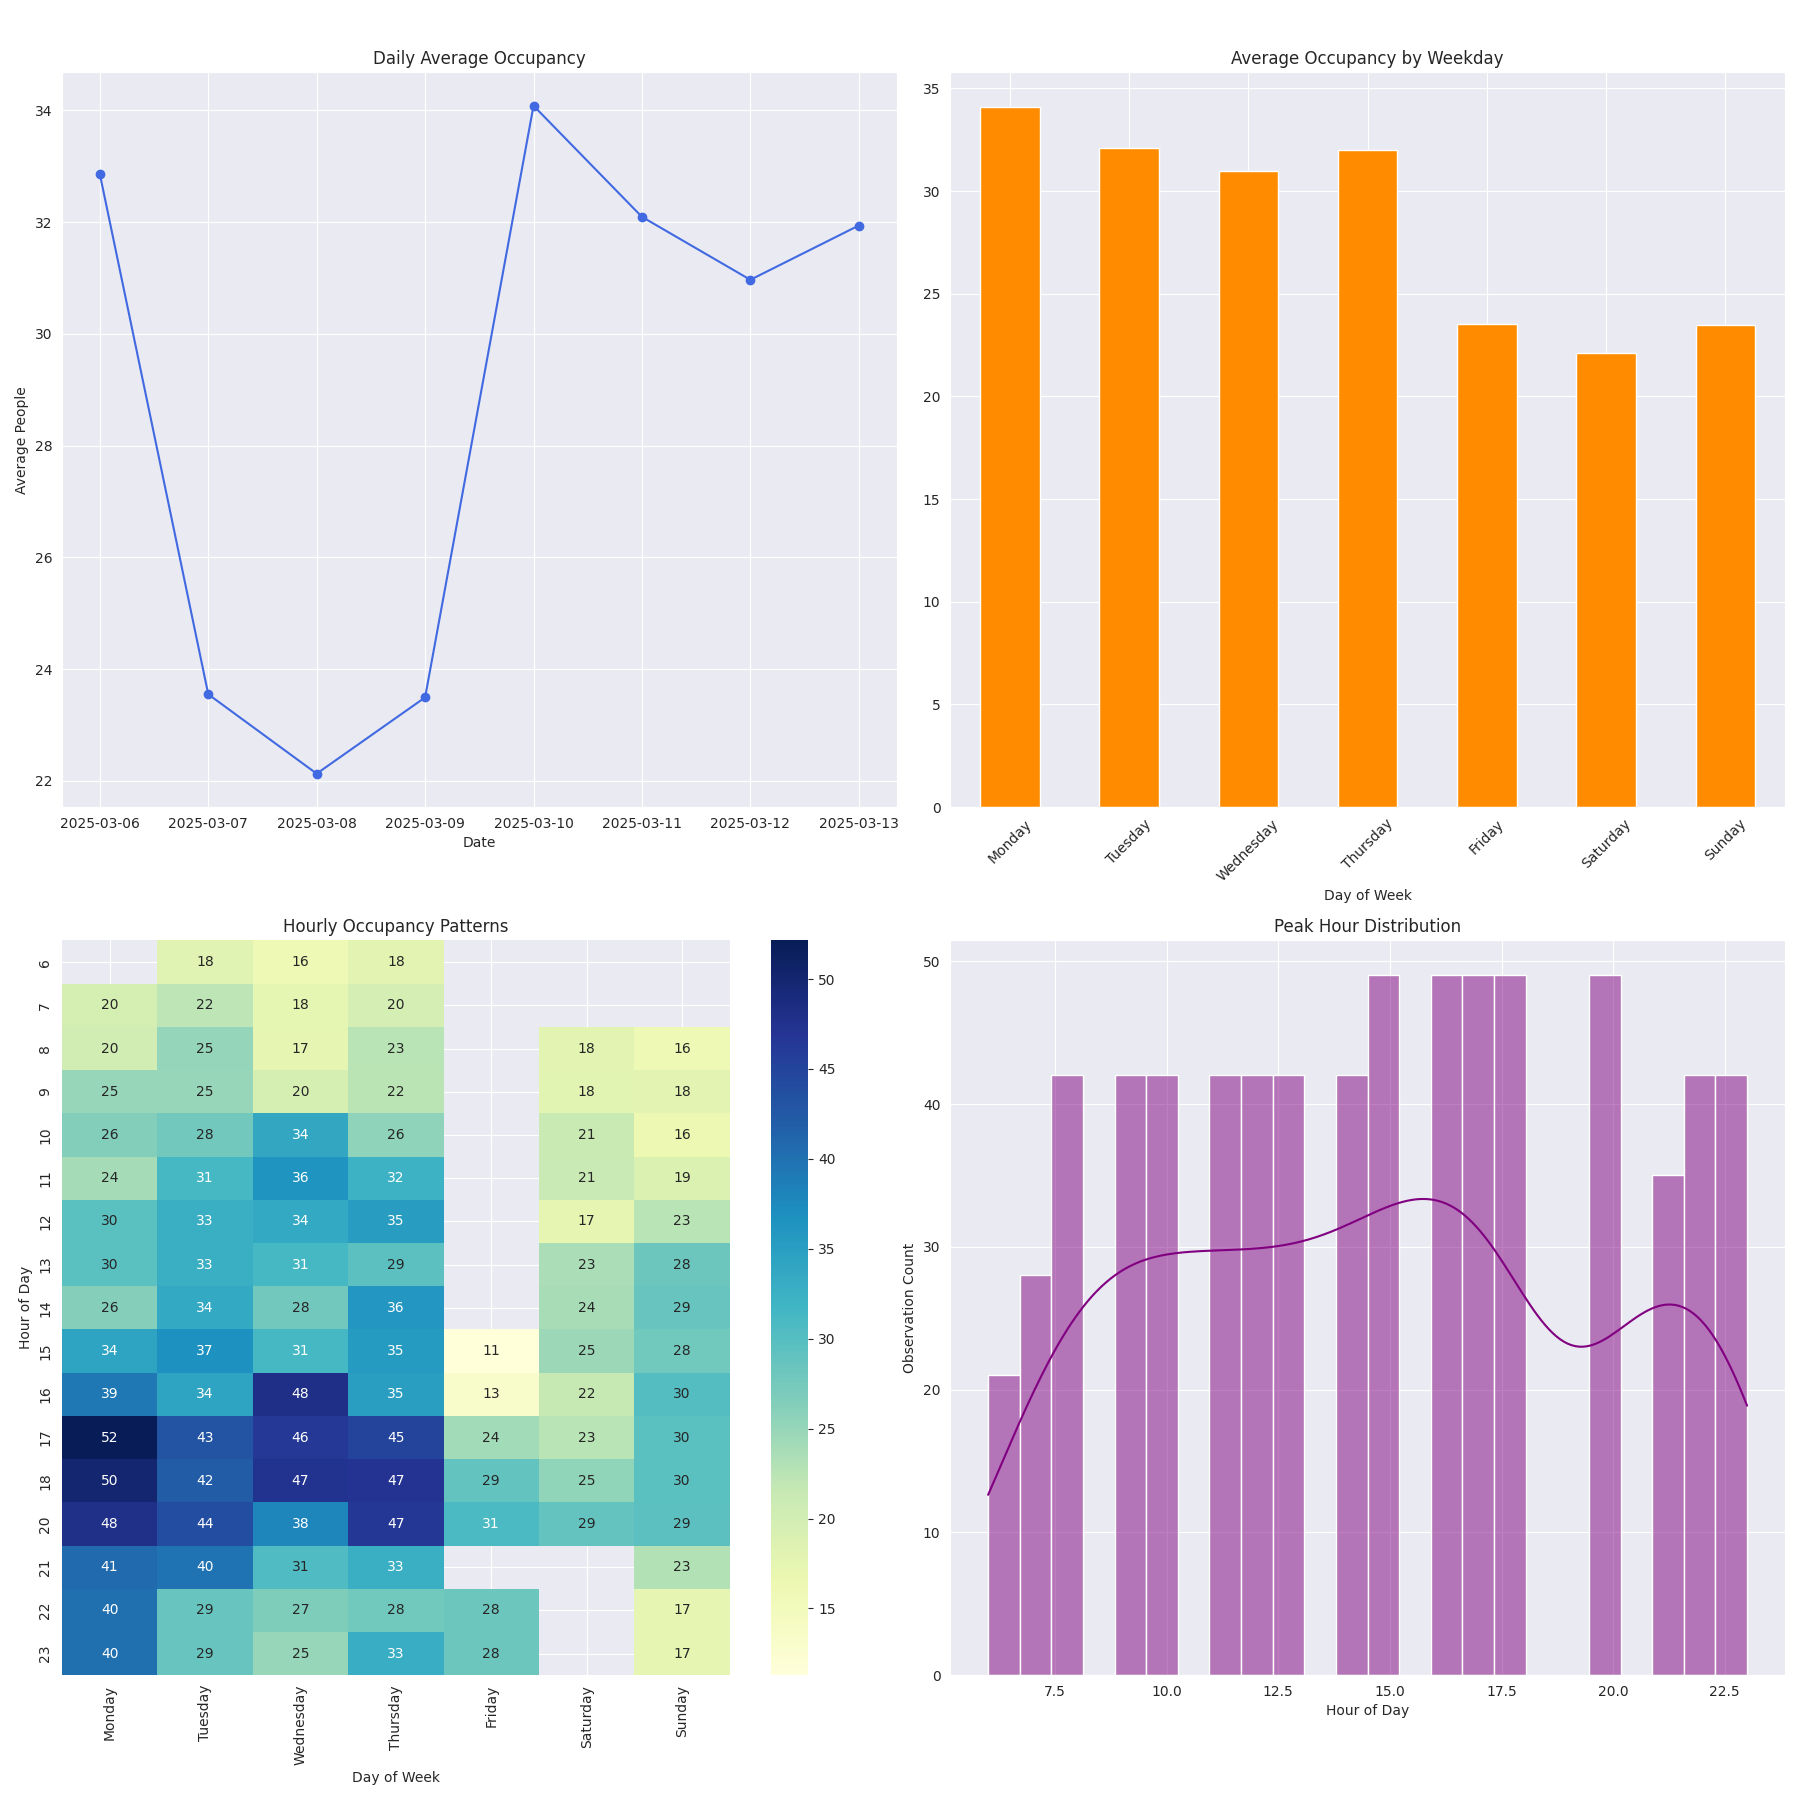 Daily Average Occupancy
34
32
30
28
26
24
22
Average People
2025-03-06 2025-03-07 2025-03-08 2025-03-09 2025-03-10 2025-03-11 2025-03-12 2025-03-13
Date
Average Occupancy by Weekday
35
30
25
20
15
10
5
0
Monday Tuesday Wednesday Thursday Friday Saturday Sunday
Day of Week
Hourly Occupancy Patterns
Hour of Day
6 18 16 18
7 20 22 18 20
8 20 25 17 23 18 16
9 25 25 20 22 18 18
10 26 28 34 26 21 16
11 24 31 36 32 21 19
12 30 33 34 35 17 23
13 30 33 31 29 23 28
14 26 34 28 36 24 29
15 34 37 31 35 11 25 28
16 39 34 48 35 13 22 30
17 52 43 46 45 24 23 30
18 50 42 47 47 29 25 30
20 48 44 38 47 31 29 29
21 41 40 31 33 23
22 40 29 27 28 28 17
23 40 29 25 33 28 17
Monday Tuesday Wednesday Thursday Friday Saturday Sunday
Day of Week
50
45
40
35
30
25
20
15
Peak Hour Distribution
50
40
30
20
10
0
Observation Count
7.5 10.0 12.5 15.0 17.5 20.0 22.5
Hour of Day